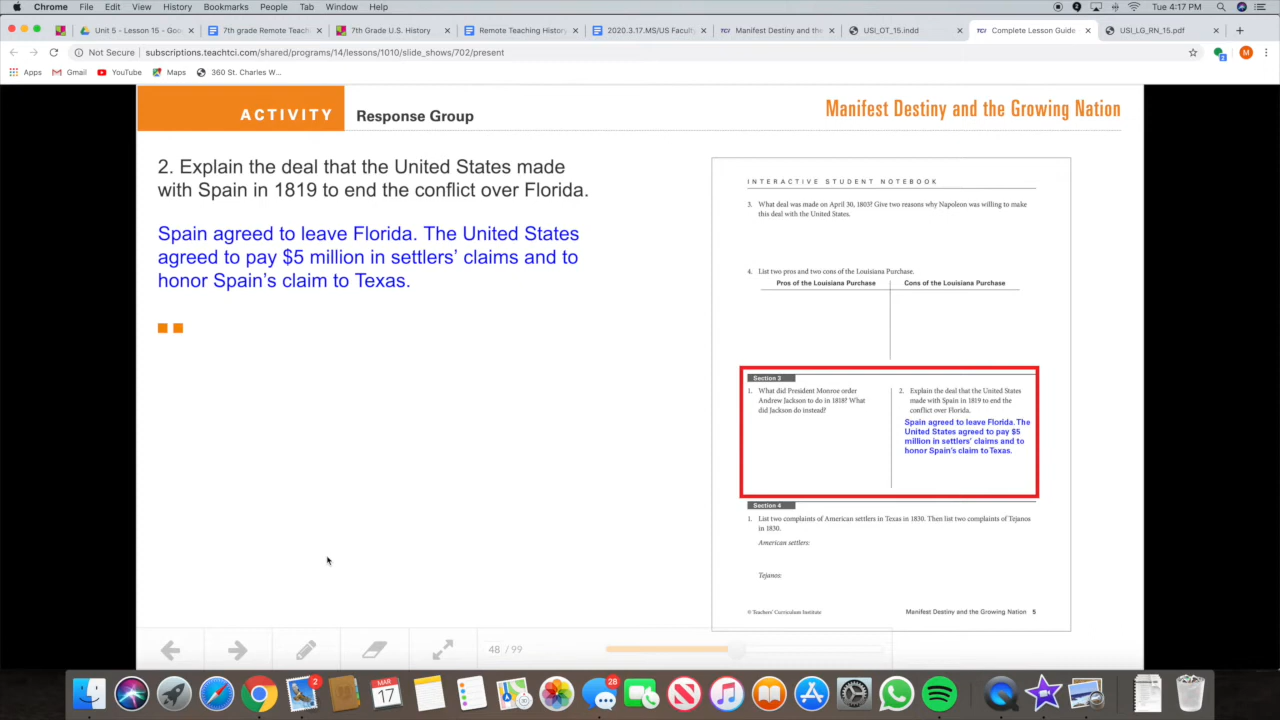 Chrome File Edit View History Bookmarks People Tab Window Help
2
Tue 4:17 PM
Unit 5 - Lesson 15 - Goo
7th grade Remote Teac
7th Grade U.S. History
Remote Teaching History
2020.3.17.MS/US Facult
TCi Manifest Destiny and the
USI_OT_15.indd
TCi Complete Lesson Guide
USI_LG_RN_15.pdf
Not Secure subscriptions.teachtci.com/shared/programs/14/lessons/1010/slide_shows/702/present
2
M
Apps Gmail YouTube Maps 360 St. Charles W...
ACTIVITY
Response Group
Manifest Destiny and the Growing Nation
2. Explain the deal that the United States made
with Spain in 1819 to end the conflict over Florida.
Spain agreed to leave Florida. The United States
agreed to pay $5 million in settlers' claims and to
honor Spain's claim to Texas.
INTERACTIVE STUDENT NOTEBOOK
3. What deal was made on April 30, 1803? Give two reasons why Napoleon was willing to make
this deal with the United States.
4. List two pros and two cons of the Louisiana Purchase.
Pros of the Louisiana Purchase
Cons of the Louisiana Purchase
Section 3
1. What did President Monroe order
Andrew Jackson to do in 1818? What
did Jackson do instead?
2. Explain the deal that the United States
made with Spain in 1819 to end the
conflict over Florida.
Spain agreed to leave Florida. The
United States agreed to pay $5
million in settlers' claims and to
honor Spain's claim to Texas.
Section 4
1. List two complaints of American settlers in Texas in 1830. Then list two complaints of Tejanos
in 1830.
American settlers:
Tejanos:
© Teachers' Curriculum Institute
Manifest Destiny and the Growing Nation 5
48 / 99
2
MAR
17
28